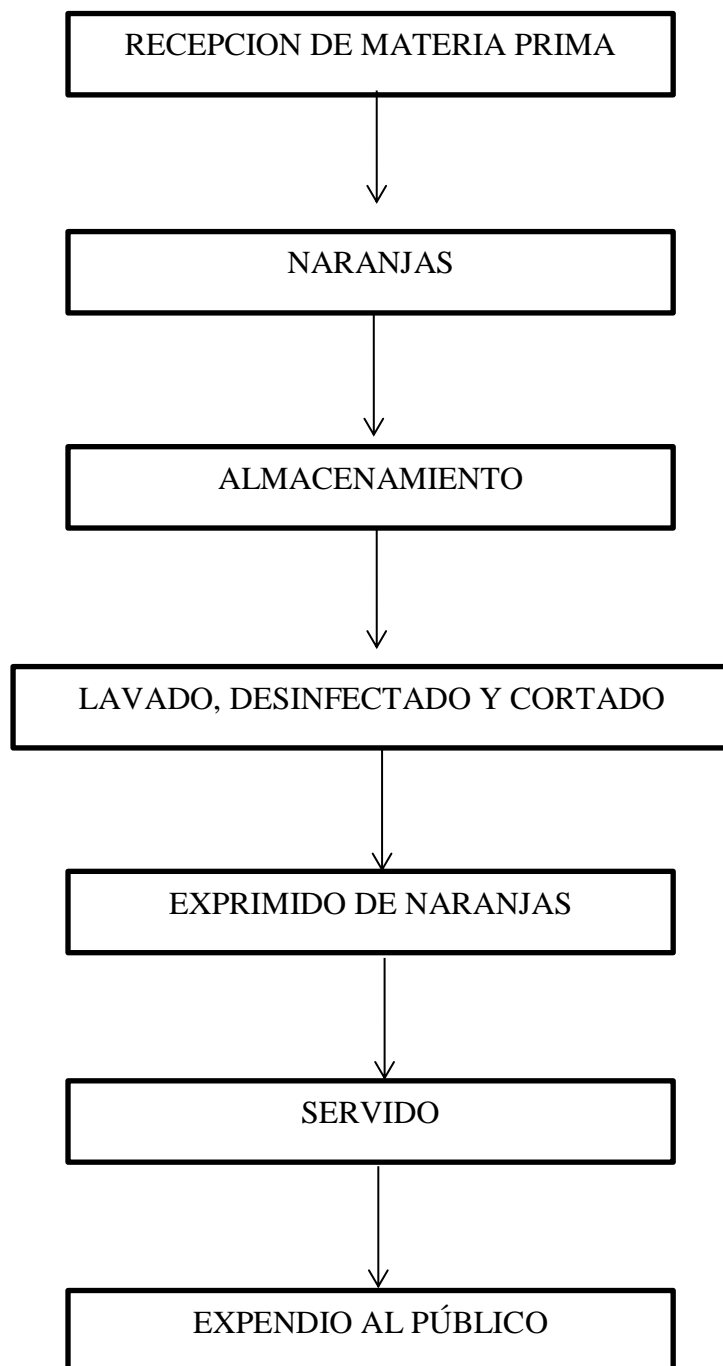 RECEPCION DE MATERIA PRIMA
NARANJAS
ALMACENAMIENTO
LAVADO, DESINFECTADO Y CORTADO
EXPRIMIDO DE NARANJAS
SERVIDO
EXPENDIO AL PÚBLICO